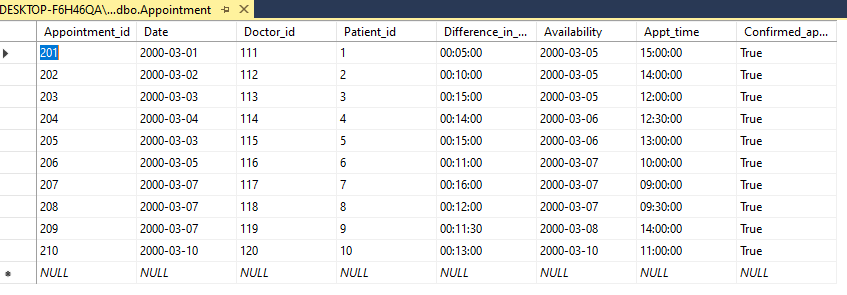 DESKTOP-F6H46QA\...dbo.Appointment
Appointment_id Date Doctor_id Patient_id Difference_in_... Availability Appt_time Confirmed_ap...
201 2000-03-01 111 1 00:05:00 2000-03-05 15:00:00 True
202 2000-03-02 112 2 00:10:00 2000-03-05 14:00:00 True
203 2000-03-03 113 3 00:15:00 2000-03-05 12:00:00 True
204 2000-03-04 114 4 00:14:00 2000-03-06 12:30:00 True
205 2000-03-03 115 5 00:15:00 2000-03-06 13:00:00 True
206 2000-03-05 116 6 00:11:00 2000-03-07 10:00:00 True
207 2000-03-07 117 7 00:16:00 2000-03-07 09:00:00 True
208 2000-03-07 118 8 00:12:00 2000-03-07 09:30:00 True
209 2000-03-07 119 9 00:11:30 2000-03-08 14:00:00 True
210 2000-03-10 120 10 00:13:00 2000-03-10 11:00:00 True
NULL NULL NULL NULL NULL NULL NULL NULL